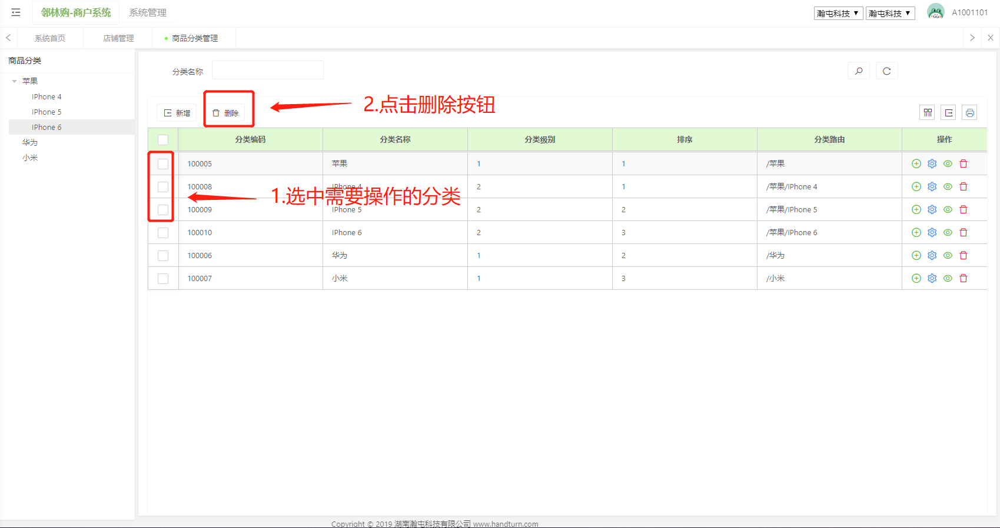 邻林购-商户系统 系统管理 瀚屯科技 ▼ 瀚屯科技 ▼ A1001101
系统首页 店铺管理 商品分类管理
商品分类
苹果
IPhone 4
IPhone 5
IPhone 6
华为
小米
分类名称
新增 删除 2.点击删除按钮
分类编码 分类名称 分类级别 排序 分类路由 操作
100005 苹果 1 1 /苹果
100008 IPhone 4 2 1 /苹果/IPhone 4
1.选中需要操作的分类
100009 IPhone 5 2 2 /苹果/IPhone 5
100010 IPhone 6 2 3 /苹果/IPhone 6
100006 华为 1 2 /华为
100007 小米 1 3 /小米
Copyright © 2019 湖南瀚屯科技有限公司 www.handturn.com